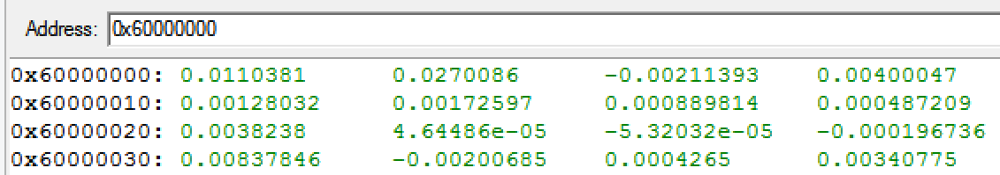 Address: 0x60000000
0x60000000: 0.0110381 0.0270086 -0.00211393 0.00400047
0x60000010: 0.00128032 0.00172597 0.000889814 0.000487209
0x60000020: 0.0038238 4.64486e-05 -5.32032e-05 -0.000196736
0x60000030: 0.00837846 -0.00200685 0.0004265 0.00340775